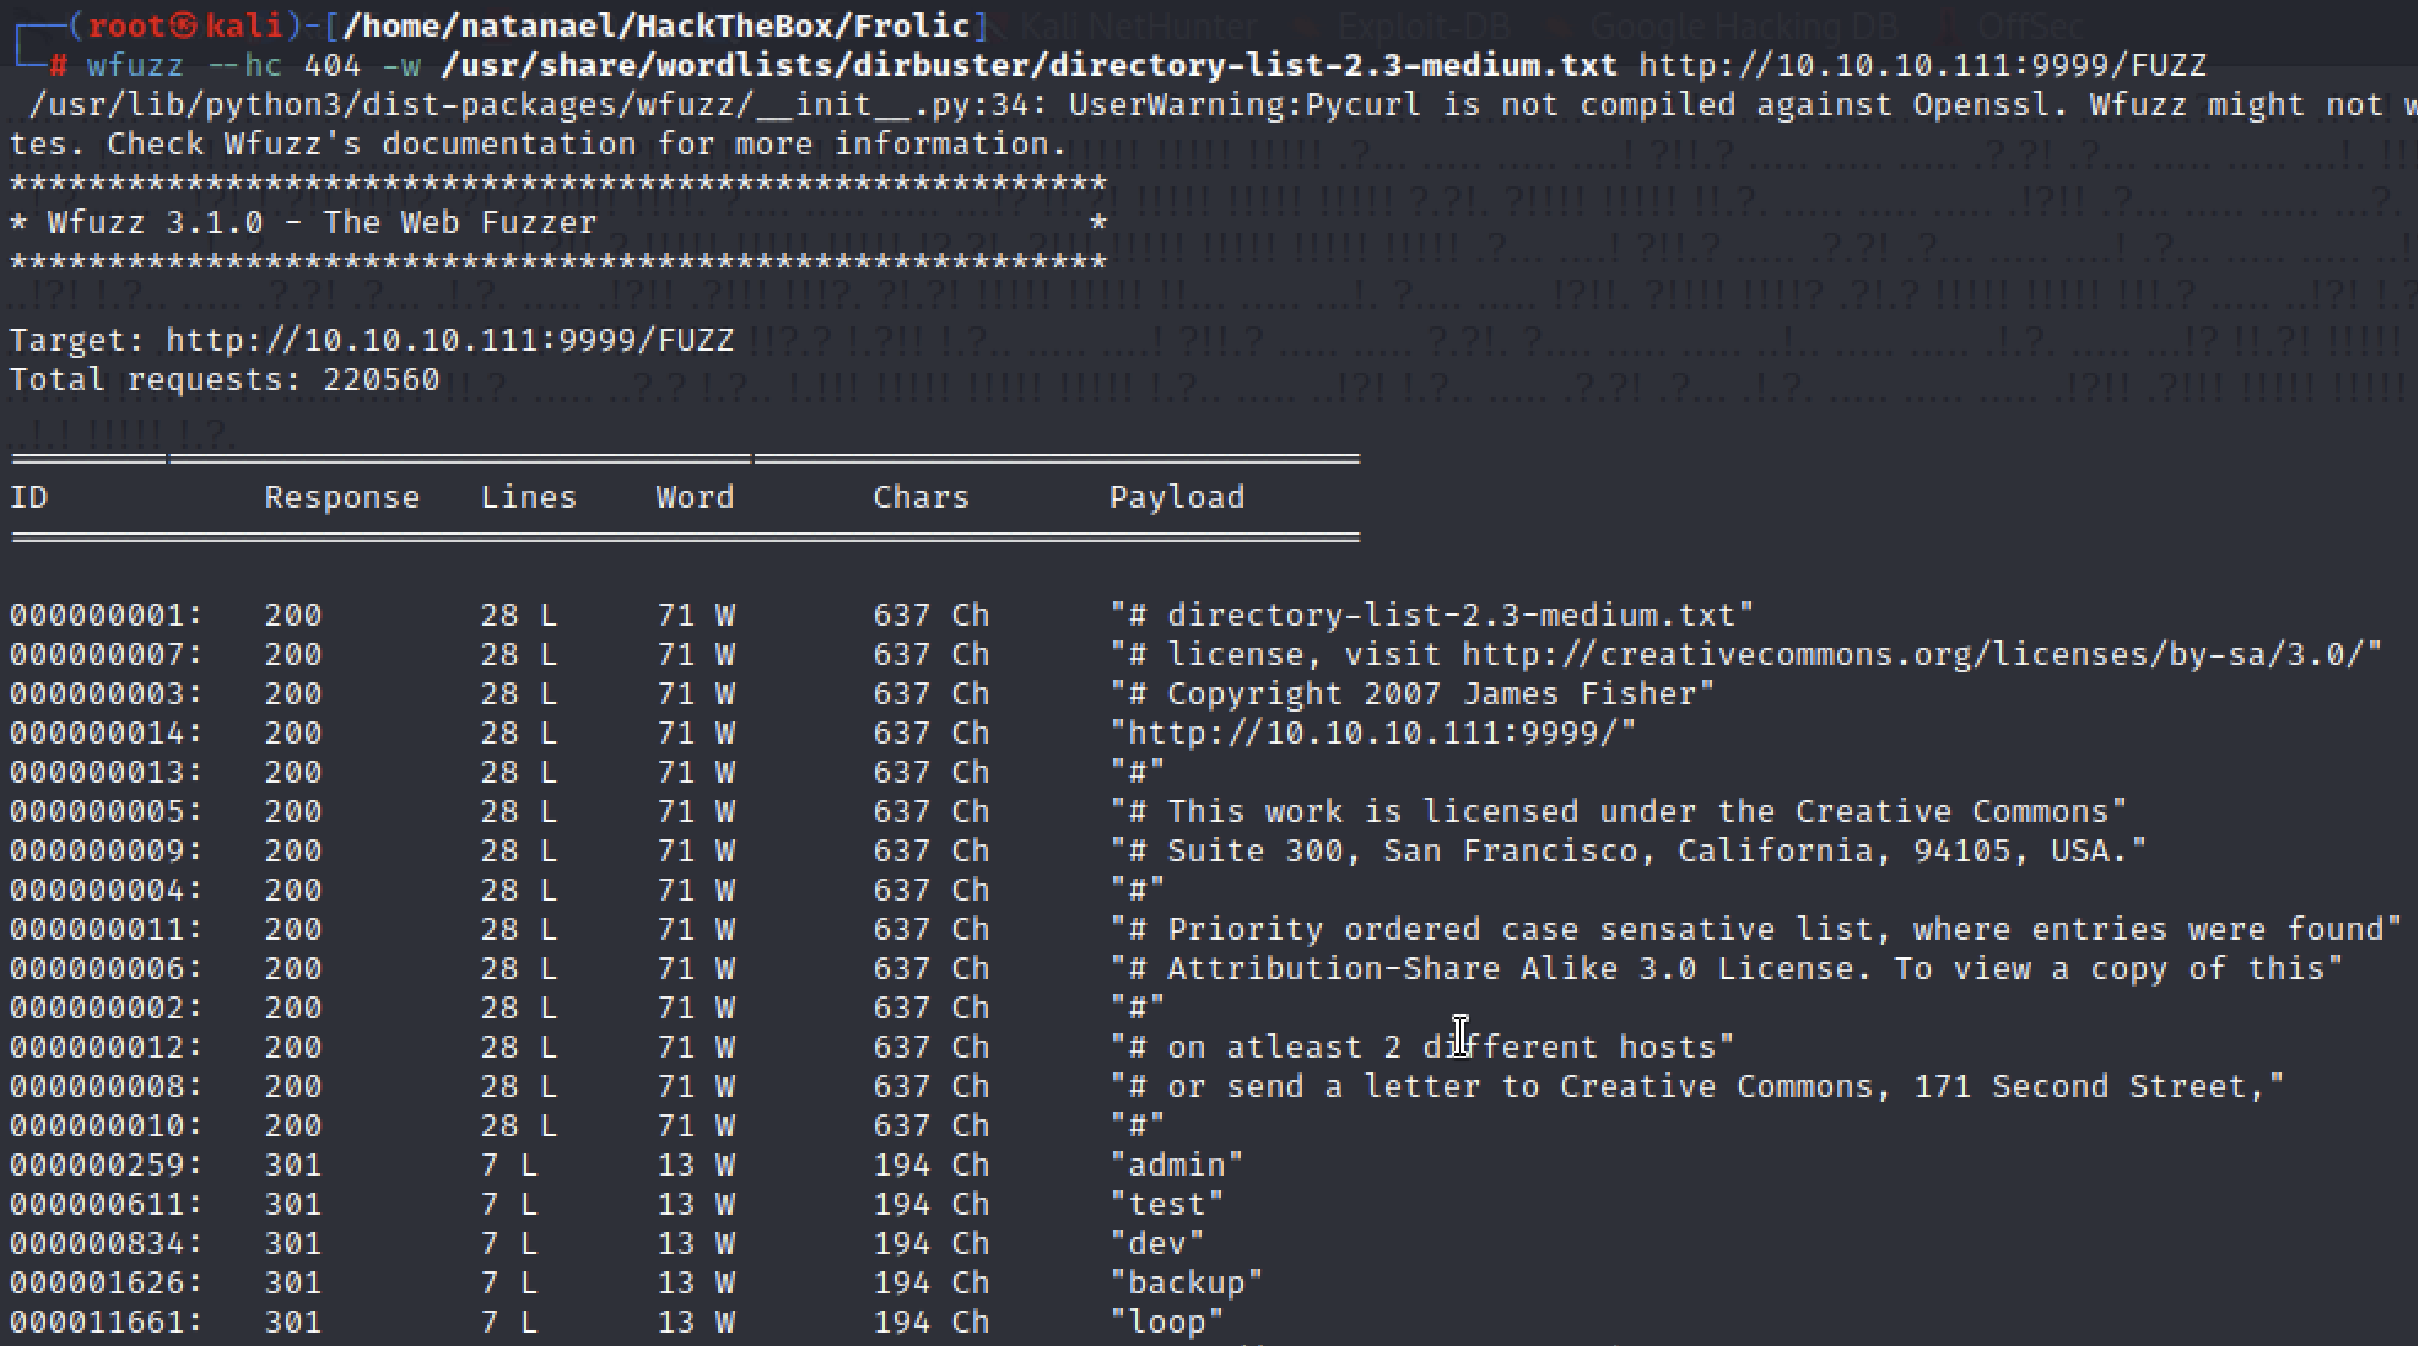 Kali NetHunter Exploit-DB Google Hacking DB OffSec
(root㉿kali)-[/home/natanael/HackTheBox/Frolic]
# wfuzz --hc 404 -w /usr/share/wordlists/dirbuster/directory-list-2.3-medium.txt http://10.10.10.111:9999/FUZZ
/usr/lib/python3/dist-packages/wfuzz/__init__.py:34: UserWarning:Pycurl is not compiled against Openssl. Wfuzz might not w
tes. Check Wfuzz's documentation for more information.
********************************************************
* Wfuzz 3.1.0 - The Web Fuzzer                         *
********************************************************
Target: http://10.10.10.111:9999/FUZZ
Total requests: 220560
ID Response Lines Word Chars Payload
000000001: 200 28 L 71 W 637 Ch "# directory-list-2.3-medium.txt"
000000007: 200 28 L 71 W 637 Ch "# license, visit http://creativecommons.org/licenses/by-sa/3.0/"
000000003: 200 28 L 71 W 637 Ch "# Copyright 2007 James Fisher"
000000014: 200 28 L 71 W 637 Ch "http://10.10.10.111:9999/"
000000013: 200 28 L 71 W 637 Ch "#"
000000005: 200 28 L 71 W 637 Ch "# This work is licensed under the Creative Commons"
000000009: 200 28 L 71 W 637 Ch "# Suite 300, San Francisco, California, 94105, USA."
000000004: 200 28 L 71 W 637 Ch "#"
000000011: 200 28 L 71 W 637 Ch "# Priority ordered case sensative list, where entries were found"
000000006: 200 28 L 71 W 637 Ch "# Attribution-Share Alike 3.0 License. To view a copy of this"
000000002: 200 28 L 71 W 637 Ch "#"
000000012: 200 28 L 71 W 637 Ch "# on atleast 2 different hosts"
000000008: 200 28 L 71 W 637 Ch "# or send a letter to Creative Commons, 171 Second Street,"
000000010: 200 28 L 71 W 637 Ch "#"
000000259: 301 7 L 13 W 194 Ch "admin"
000000611: 301 7 L 13 W 194 Ch "test"
000000834: 301 7 L 13 W 194 Ch "dev"
000001626: 301 7 L 13 W 194 Ch "backup"
000011661: 301 7 L 13 W 194 Ch "loop"